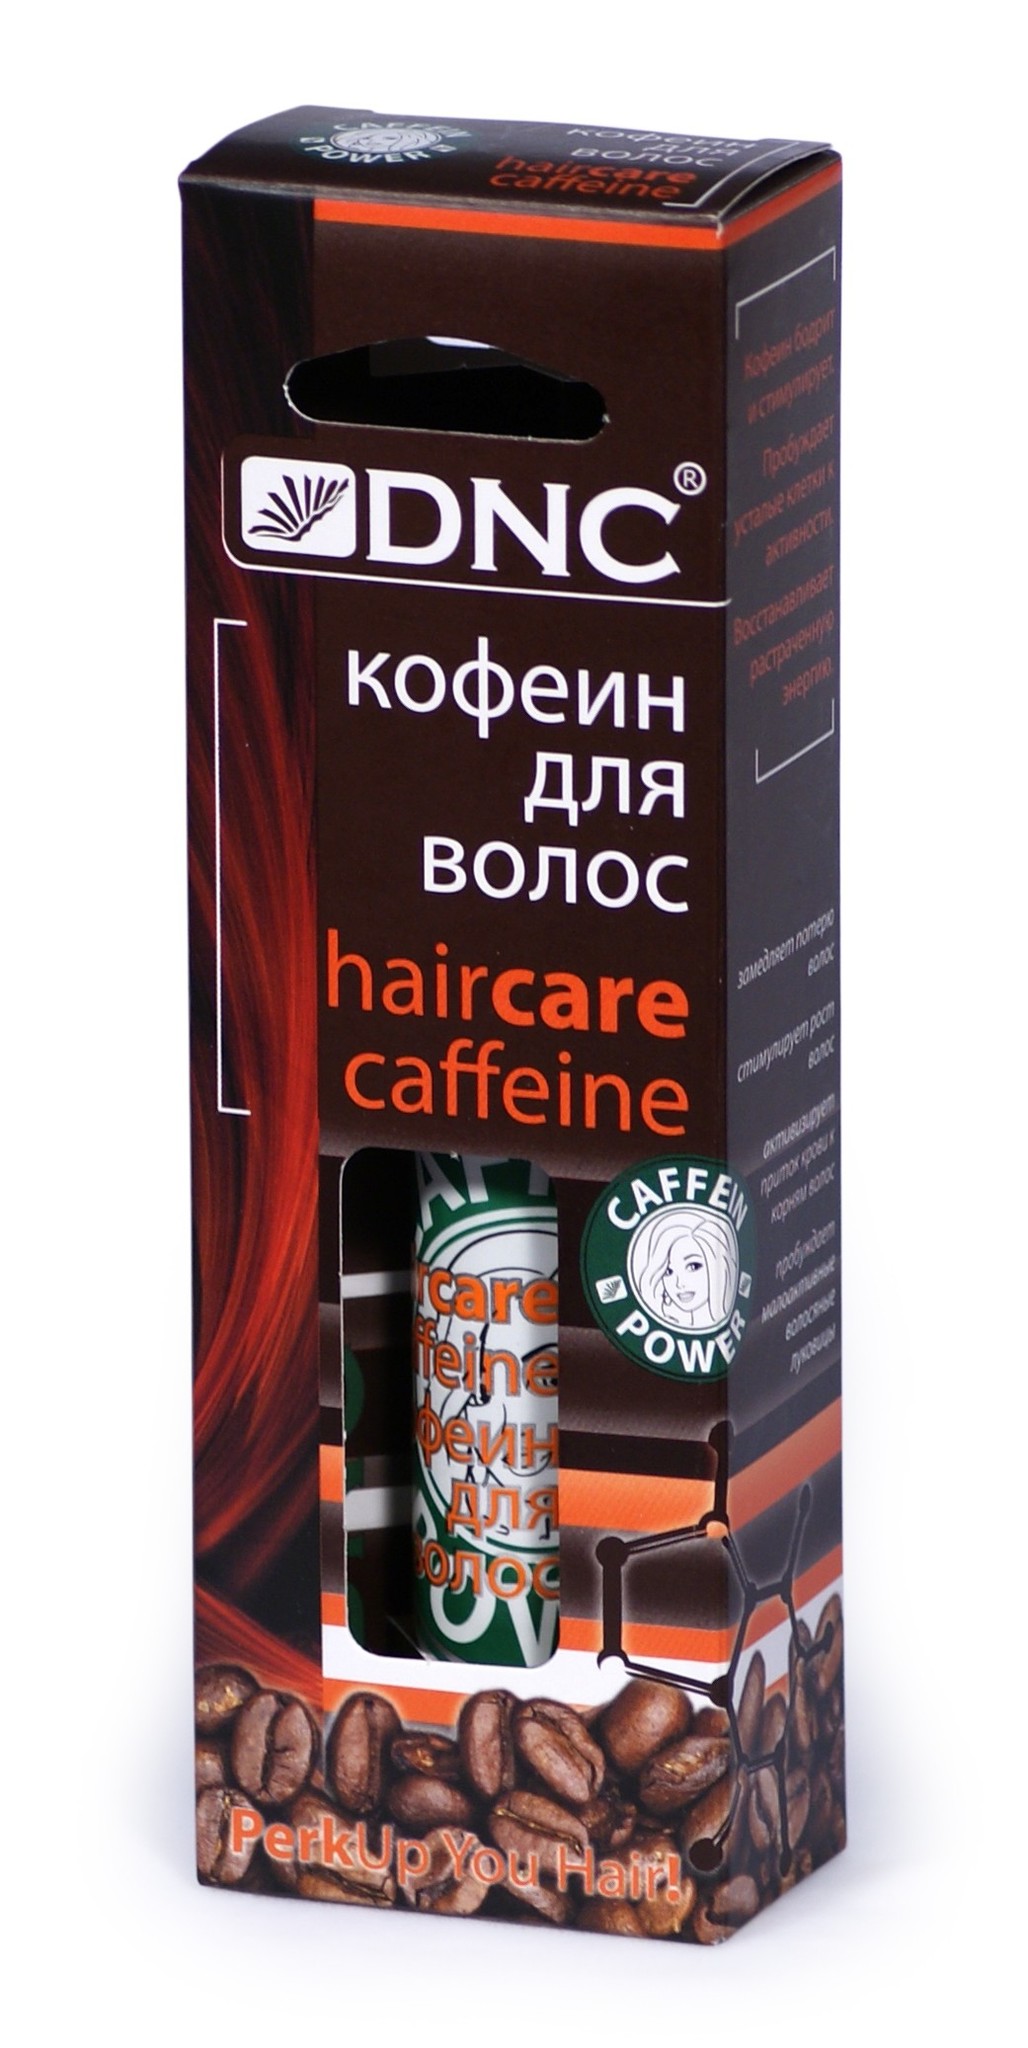 CAFFEIN
POWER
кофеин
для
волос
haircare
caffeine
DNC®
кофеин
для
волос
haircare
caffeine
CAFFEIN
POWER
rcare
ffeine
феин
для
волос
PerkUp You Hair!
Кофеин бодрит
и стимулирует.
Пробуждает
усталые клетки к
активности.
Восстанавливает
растраченную
энергию.
замедляет потерю
волос
стимулирует рост
волос
активизирует
приток крови к
корням волос
пробуждает
малоактивные
волосяные
луковицы